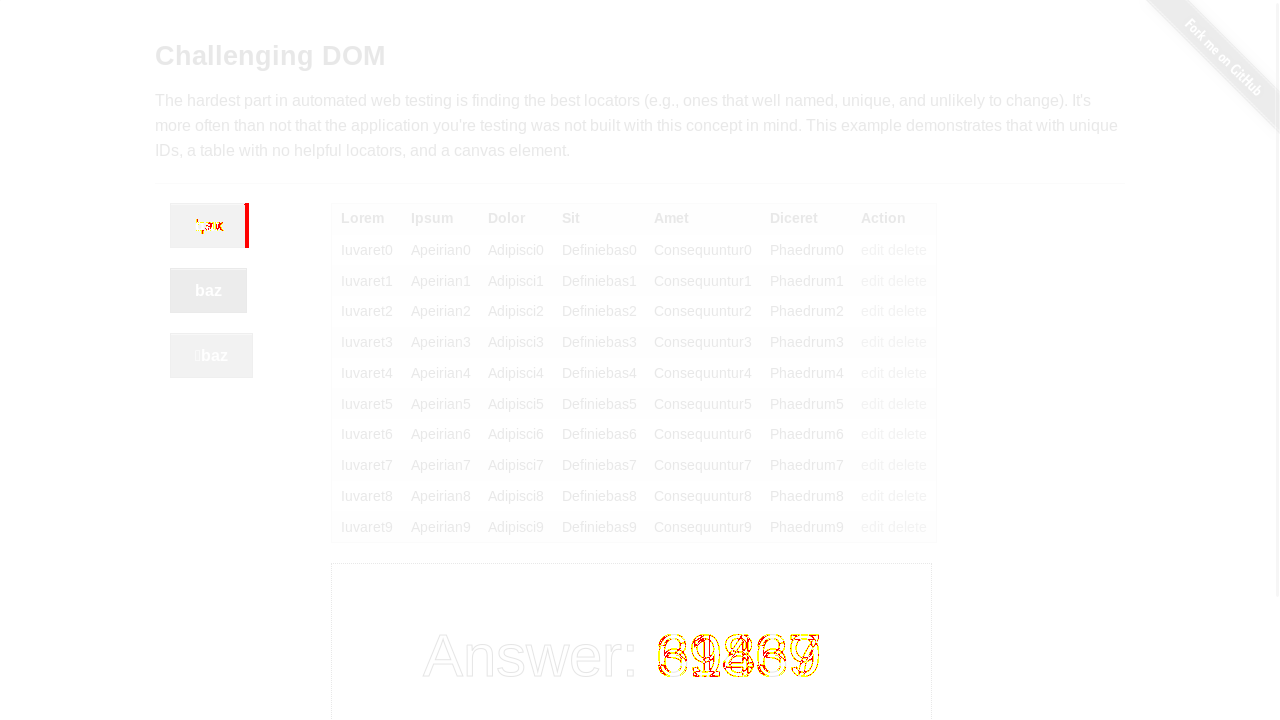 Fork me on GitHub
Challenging DOM
The hardest part in automated web testing is finding the best locators (e.g., ones that well named, unique, and unlikely to change). It's
more often than not that the application you're testing was not built with this concept in mind. This example demonstrates that with unique
IDs, a table with no helpful locators, and a canvas element.
baz
baz
Lorem Ipsum Dolor Sit Amet Diceret Action
Iuvaret0 Apeirian0 Adipisci0 Definiebas0 Consequuntur0 Phaedrum0 edit delete
Iuvaret1 Apeirian1 Adipisci1 Definiebas1 Consequuntur1 Phaedrum1 edit delete
Iuvaret2 Apeirian2 Adipisci2 Definiebas2 Consequuntur2 Phaedrum2 edit delete
Iuvaret3 Apeirian3 Adipisci3 Definiebas3 Consequuntur3 Phaedrum3 edit delete
Iuvaret4 Apeirian4 Adipisci4 Definiebas4 Consequuntur4 Phaedrum4 edit delete
Iuvaret5 Apeirian5 Adipisci5 Definiebas5 Consequuntur5 Phaedrum5 edit delete
Iuvaret6 Apeirian6 Adipisci6 Definiebas6 Consequuntur6 Phaedrum6 edit delete
Iuvaret7 Apeirian7 Adipisci7 Definiebas7 Consequuntur7 Phaedrum7 edit delete
Iuvaret8 Apeirian8 Adipisci8 Definiebas8 Consequuntur8 Phaedrum8 edit delete
Iuvaret9 Apeirian9 Adipisci9 Definiebas9 Consequuntur9 Phaedrum9 edit delete
Answer: